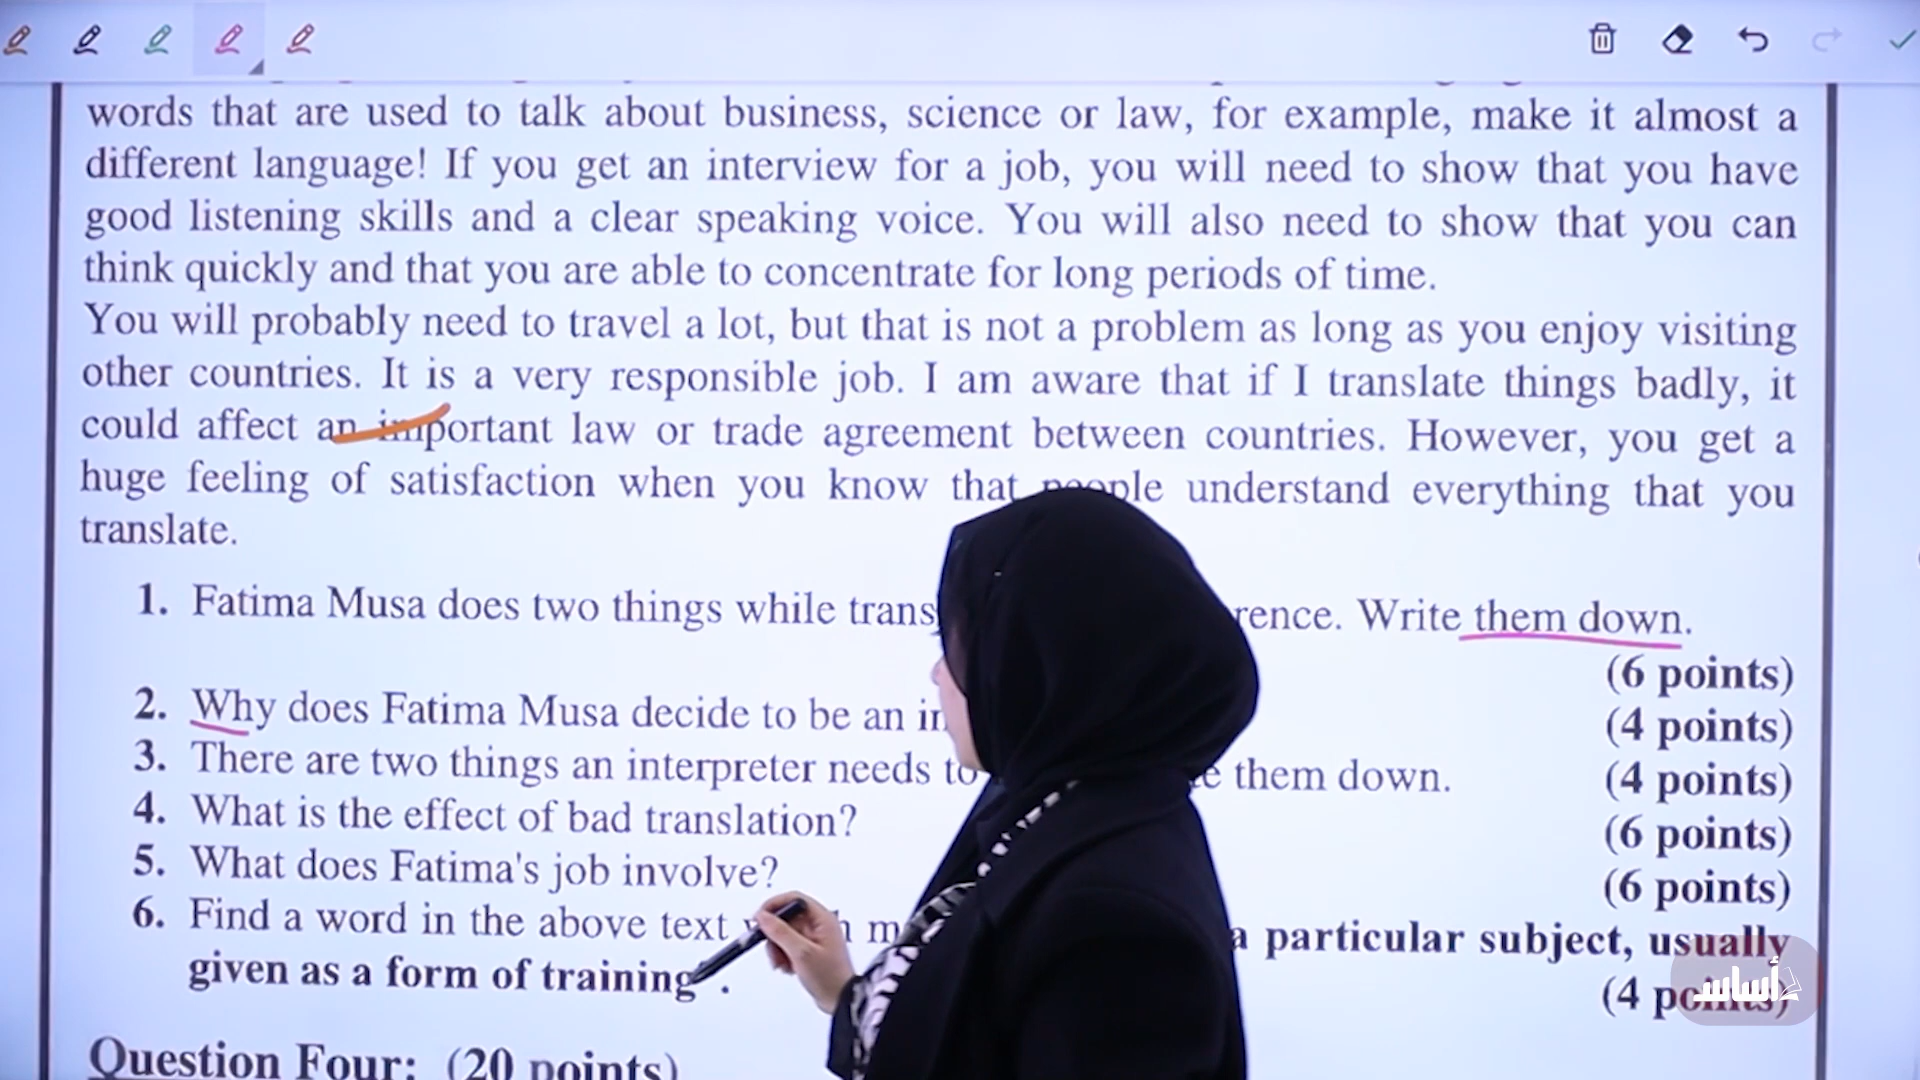 words that are used to talk about business, science or law, for example, make it almost a
different language! If you get an interview for a job, you will need to show that you have
good listening skills and a clear speaking voice. You will also need to show that you can
think quickly and that you are able to concentrate for long periods of time.
You will probably need to travel a lot, but that is not a problem as long as you enjoy visiting
other countries. It is a very responsible job. I am aware that if I translate things badly, it
could affect an important law or trade agreement between countries. However, you get a
huge feeling of satisfaction when you know that people understand everything that you
translate.
1. Fatima Musa does two things while Write them down.
(6 points)
2. Why does Fatima Musa decide to be an
(4 points)
3. There are two things an interpreter needs to them down. (4 points)
4. What is the effect of bad translation? (6 points)
5. What does Fatima's job involve? (6 points)
6. Find a word in the above text a particular subject, usually
given as a form of training . (4 points)
أساس
Question Four: (20 points)